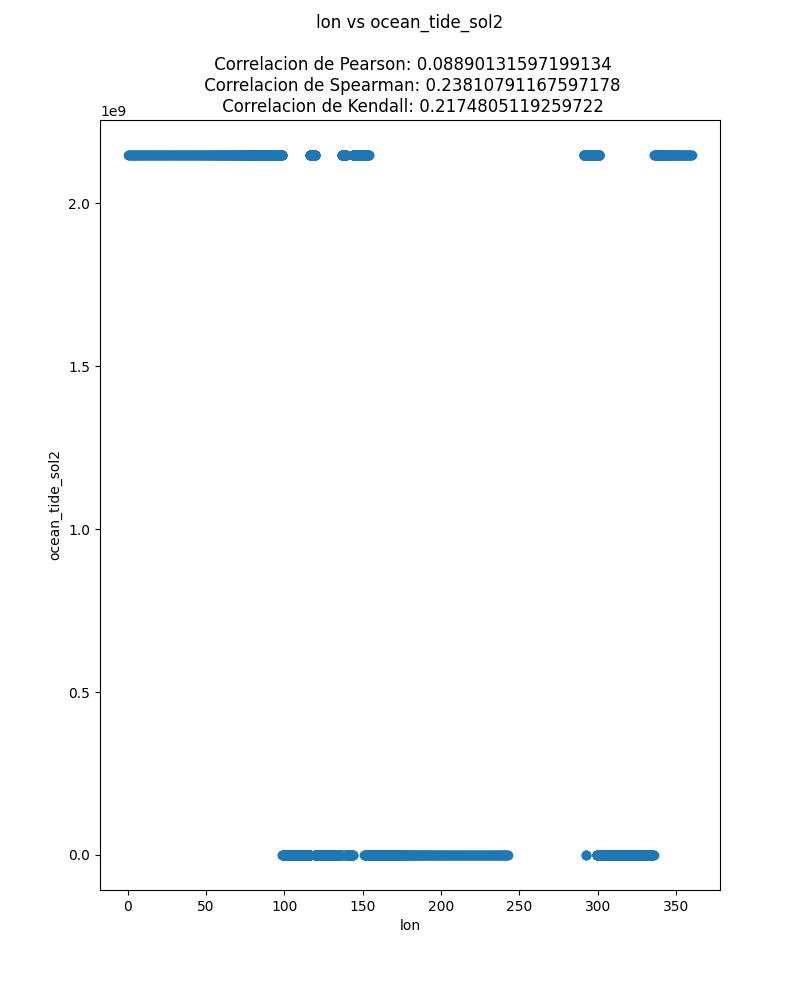 lon vs ocean_tide_sol2
Correlacion de Pearson: 0.08890131597199134
Correlacion de Spearman: 0.23810791167597178
Correlacion de Kendall: 0.2174805119259722
1e9
2.0
1.5
1.0
0.5
0.0
ocean_tide_sol2
0 50 100 150 200 250 300 350
lon